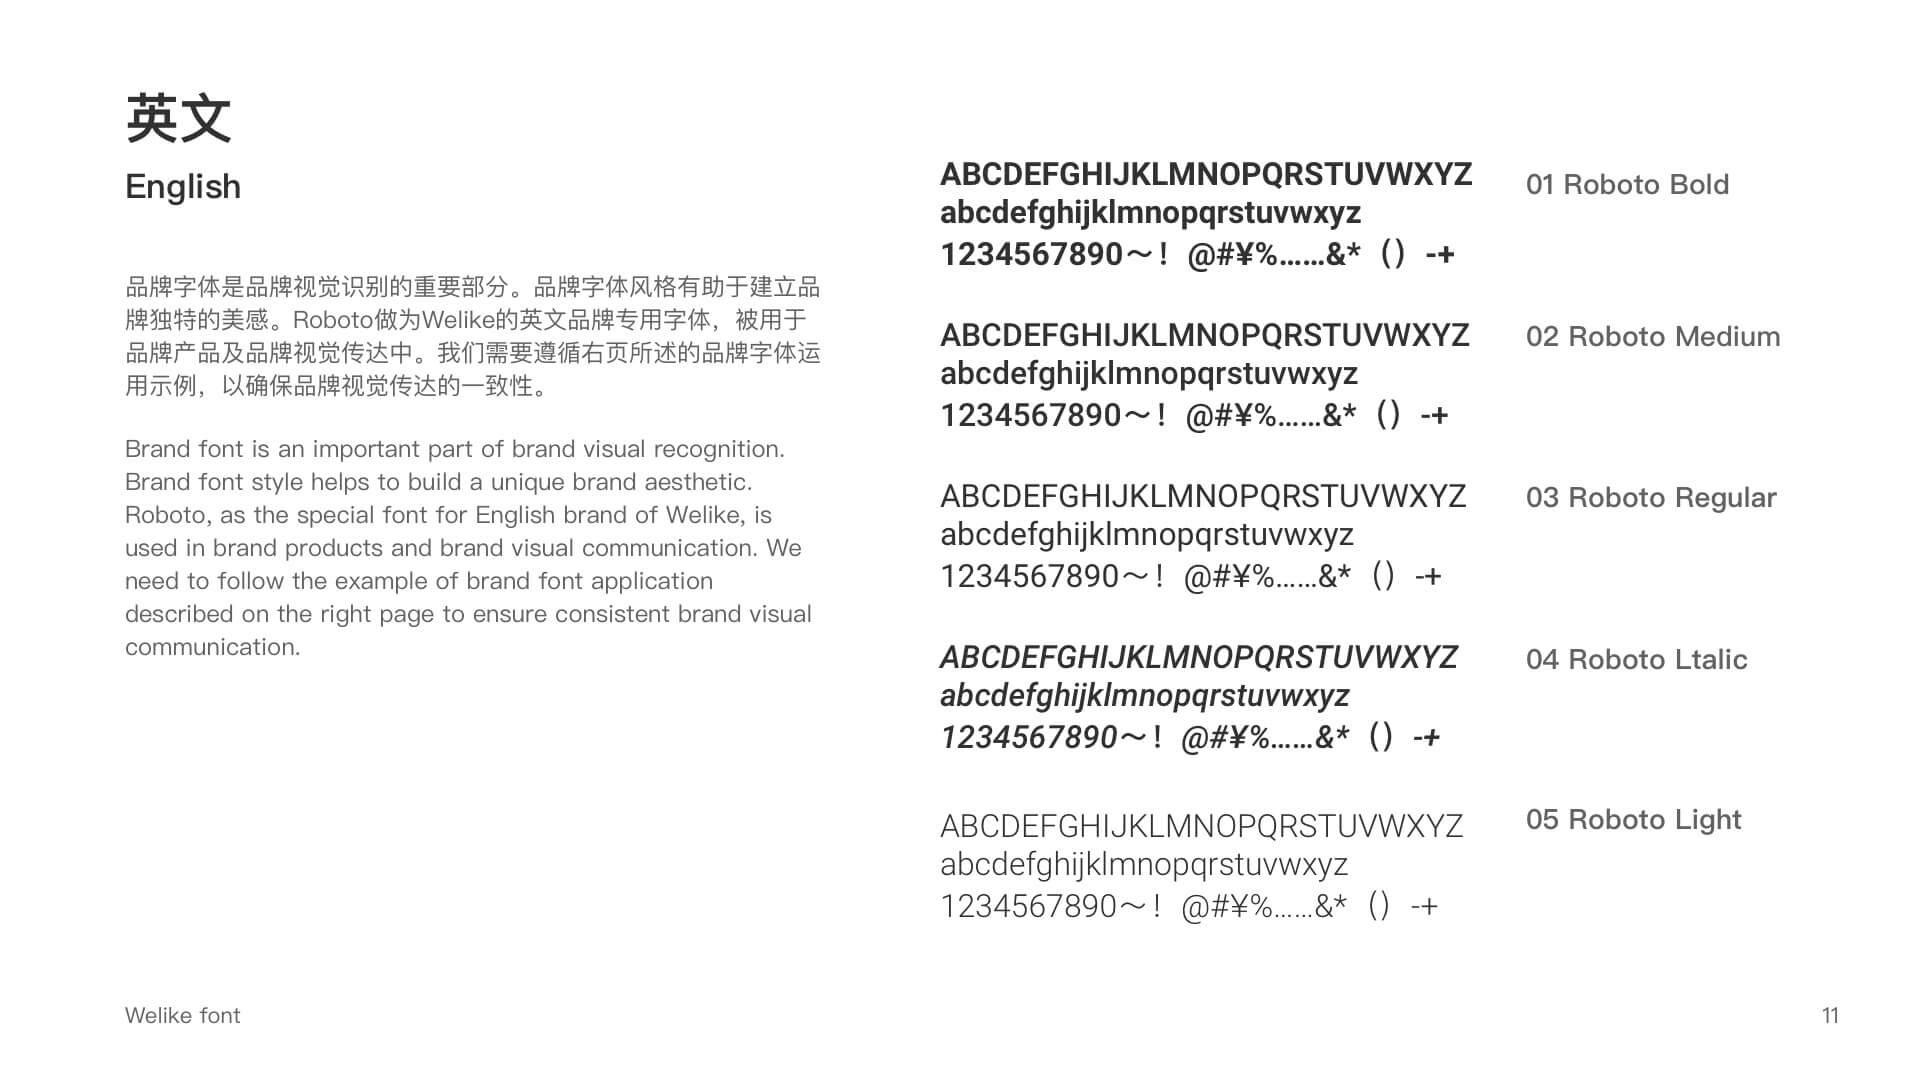 英文
English
品牌字体是品牌视觉识别的重要部分。品牌字体风格有助于建立品
牌独特的美感。Roboto做为Welike的英文品牌专用字体，被用于
品牌产品及品牌视觉传达中。我们需要遵循右页所述的品牌字体运
用示例，以确保品牌视觉传达的一致性。
Brand font is an important part of brand visual recognition.
Brand font style helps to build a unique brand aesthetic.
Roboto, as the special font for English brand of Welike, is
used in brand products and brand visual communication. We
need to follow the example of brand font application
described on the right page to ensure consistent brand visual
communication.
ABCDEFGHIJKLMNOPQRSTUVWXYZ
abcdefghijklmnopqrstuvwxyz
1234567890～！@#¥%……&*（）-+
01 Roboto Bold
ABCDEFGHIJKLMNOPQRSTUVWXYZ
abcdefghijklmnopqrstuvwxyz
1234567890～！@#¥%……&*（）-+
02 Roboto Medium
ABCDEFGHIJKLMNOPQRSTUVWXYZ
abcdefghijklmnopqrstuvwxyz
1234567890～！@#¥%……&*（）-+
03 Roboto Regular
ABCDEFGHIJKLMNOPQRSTUVWXYZ
abcdefghijklmnopqrstuvwxyz
1234567890～！@#¥%……&*（）-+
04 Roboto Ltalic
ABCDEFGHIJKLMNOPQRSTUVWXYZ
abcdefghijklmnopqrstuvwxyz
1234567890～！@#¥%……&*（）-+
05 Roboto Light
Welike font
11